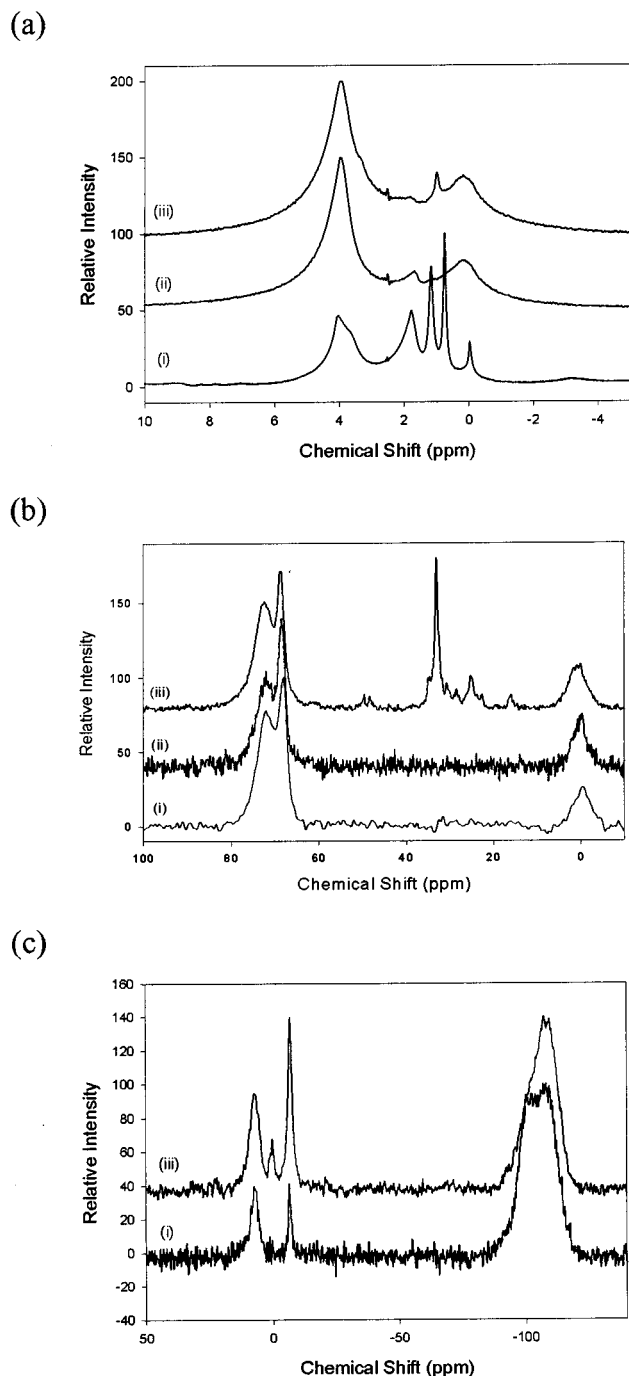 (a)
200
150
100
50
0
Relative Intensity
(iii)
(ii)
(i)
10 8 6 4 2 0 -2 -4
Chemical Shift (ppm)
(b)
150
100
50
0
Relative Intensity
(iii)
(ii)
(i)
100 80 60 40 20 0
Chemical Shift (ppm)
(c)
160
140
120
100
80
60
40
20
0
-20
-40
Relative Intensity
(iii)
(i)
50 0 -50 -100
Chemical Shift (ppm)